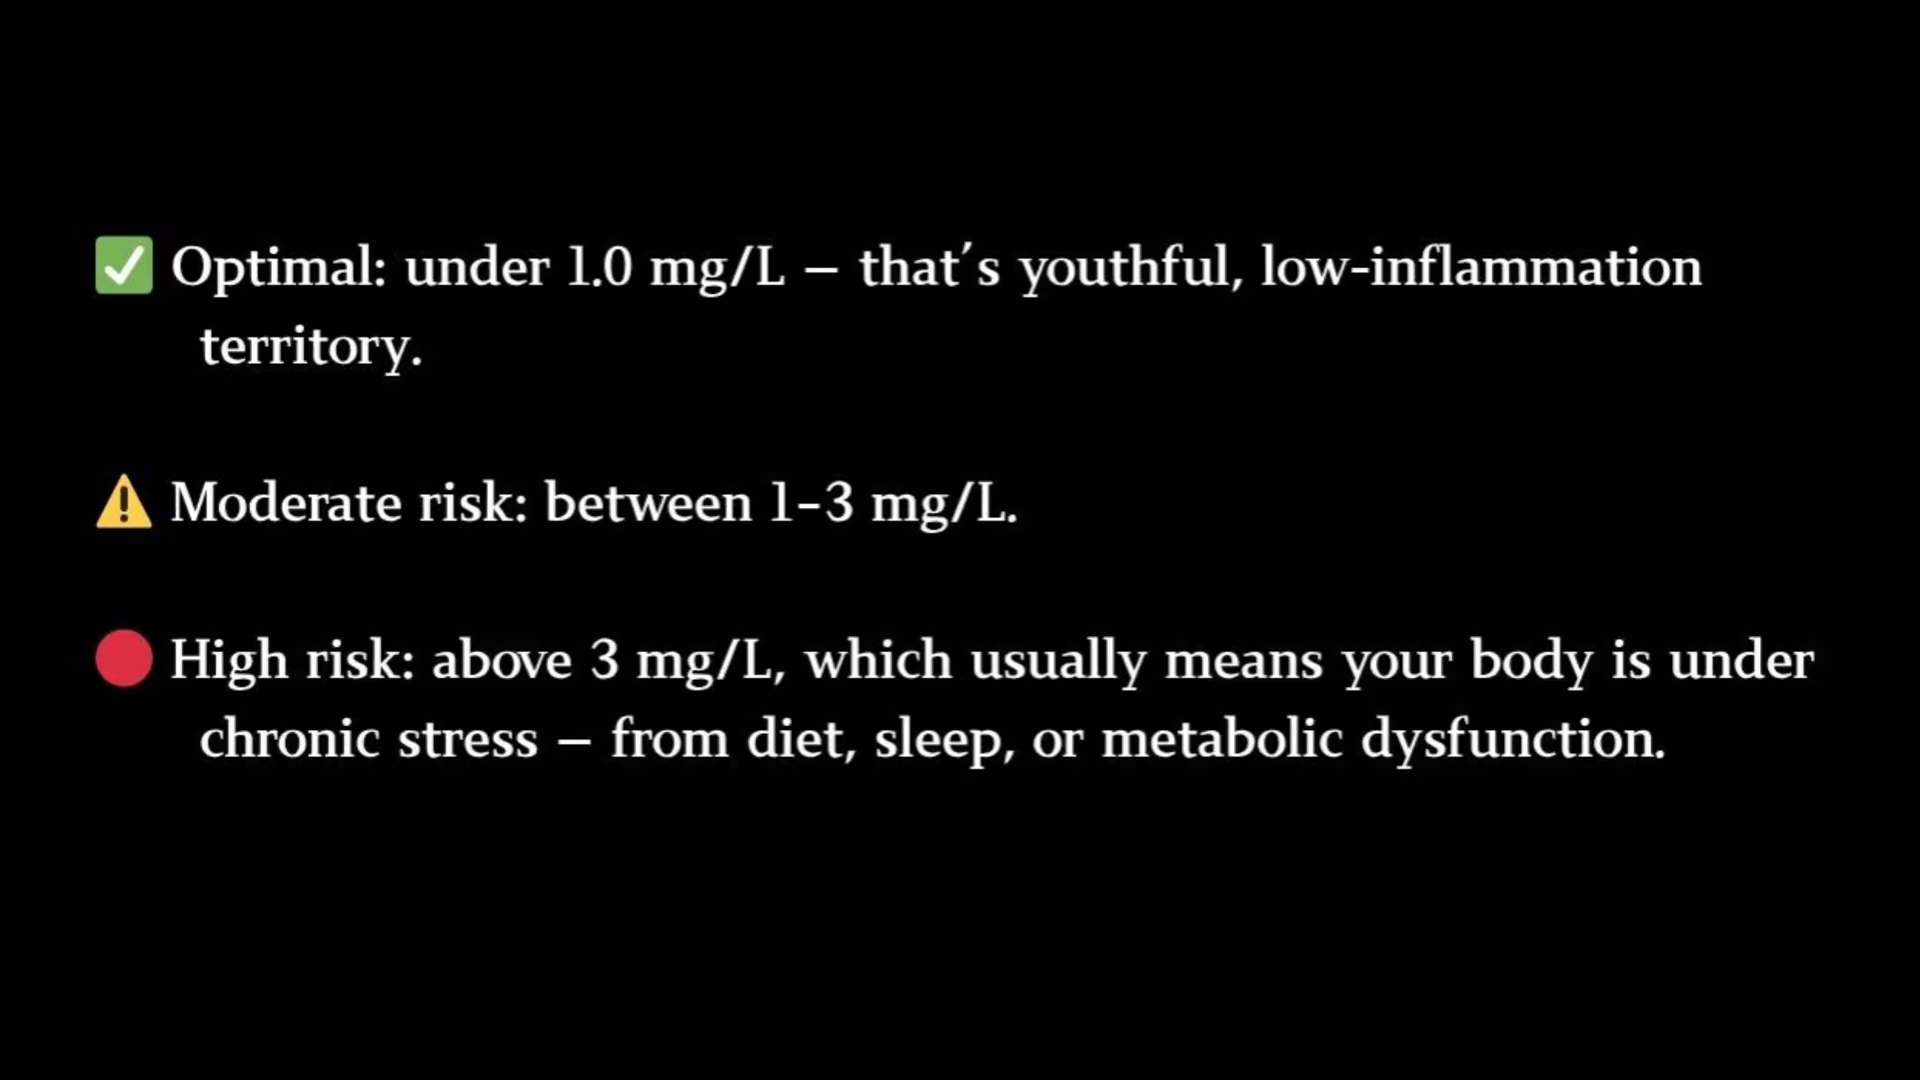 ✅ Optimal: under 1.0 mg/L – that's youthful, low-inflammation
territory.
⚠️ Moderate risk: between 1–3 mg/L.
🔴 High risk: above 3 mg/L, which usually means your body is under
chronic stress – from diet, sleep, or metabolic dysfunction.